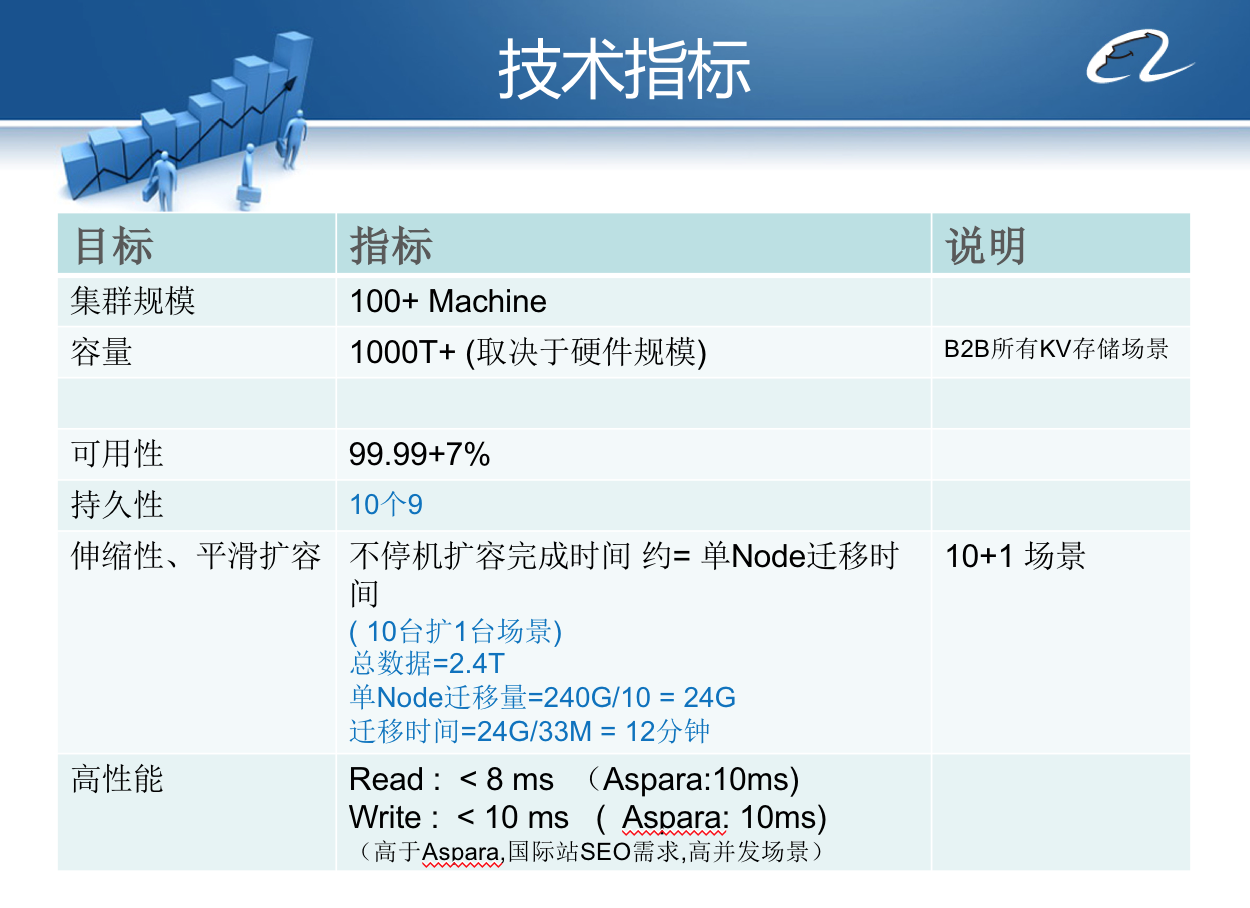 技术指标
目标 指标 说明
集群规模 100+ Machine
容量 1000T+ (取决于硬件规模) B2B所有KV存储场景
可用性 99.99+7%
持久性 10个9
伸缩性、平滑扩容 不停机扩容完成时间 约= 单Node迁移时 10+1 场景
间
( 10台扩1台场景)
总数据=2.4T
单Node迁移量=240G/10 = 24G
迁移时间=24G/33M = 12分钟
高性能 Read : < 8 ms （Aspara:10ms)
Write : < 10 ms ( Aspara: 10ms)
（高于Aspara,国际站SEO需求,高并发场景）